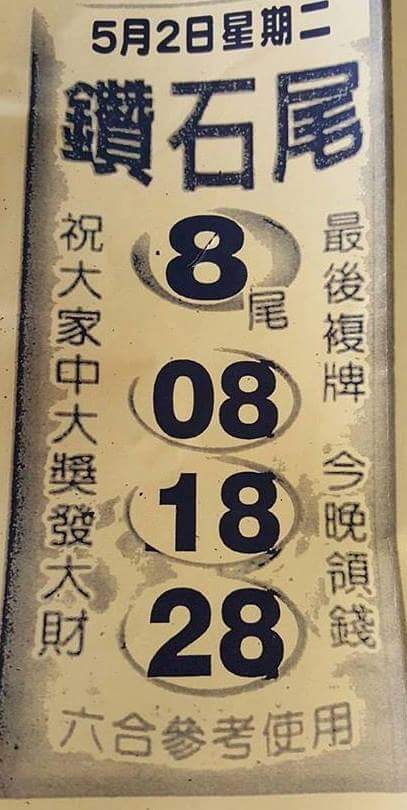 5月2日星期二
鑽石尾
最後複牌 今晚領錢
8尾
08
18
28
祝大家中大獎發大財
六合參考使用